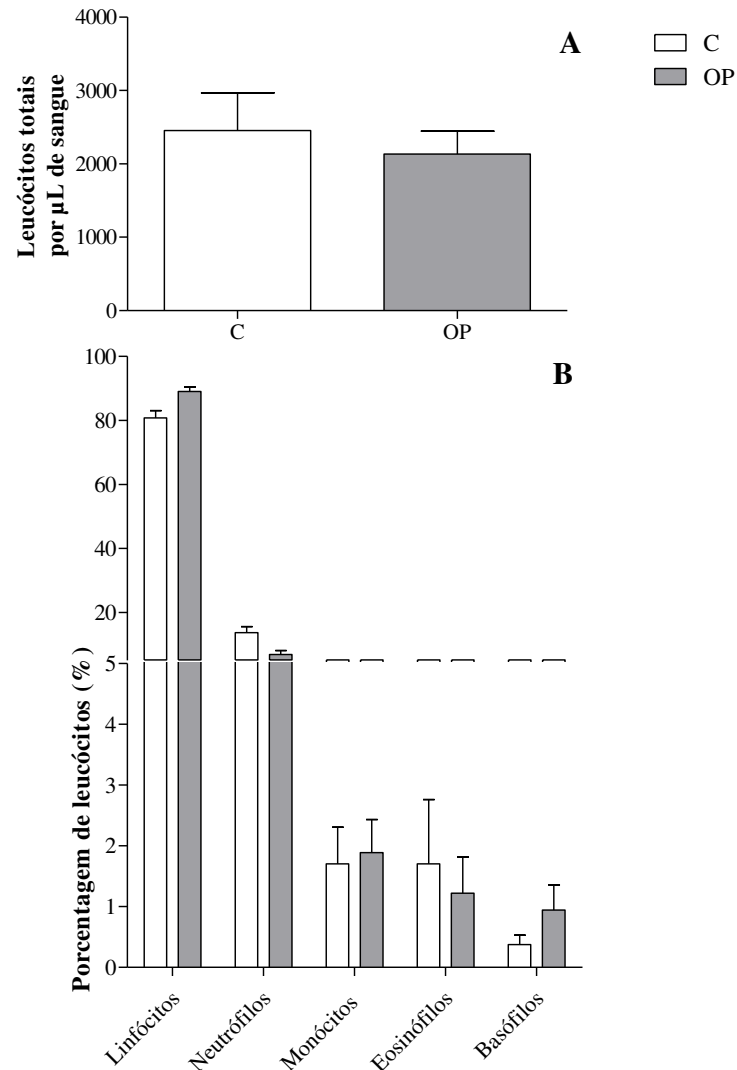 4000
3000
2000
1000
0
Leucócitos totais
por µL de sangue
A
C
OP
C
OP
B
100
80
60
40
20
5
4
3
2
1
0
Porcentagem de leucócitos (%)
Linfócitos
Neutrófilos
Monócitos
Eosinófilos
Basófilos